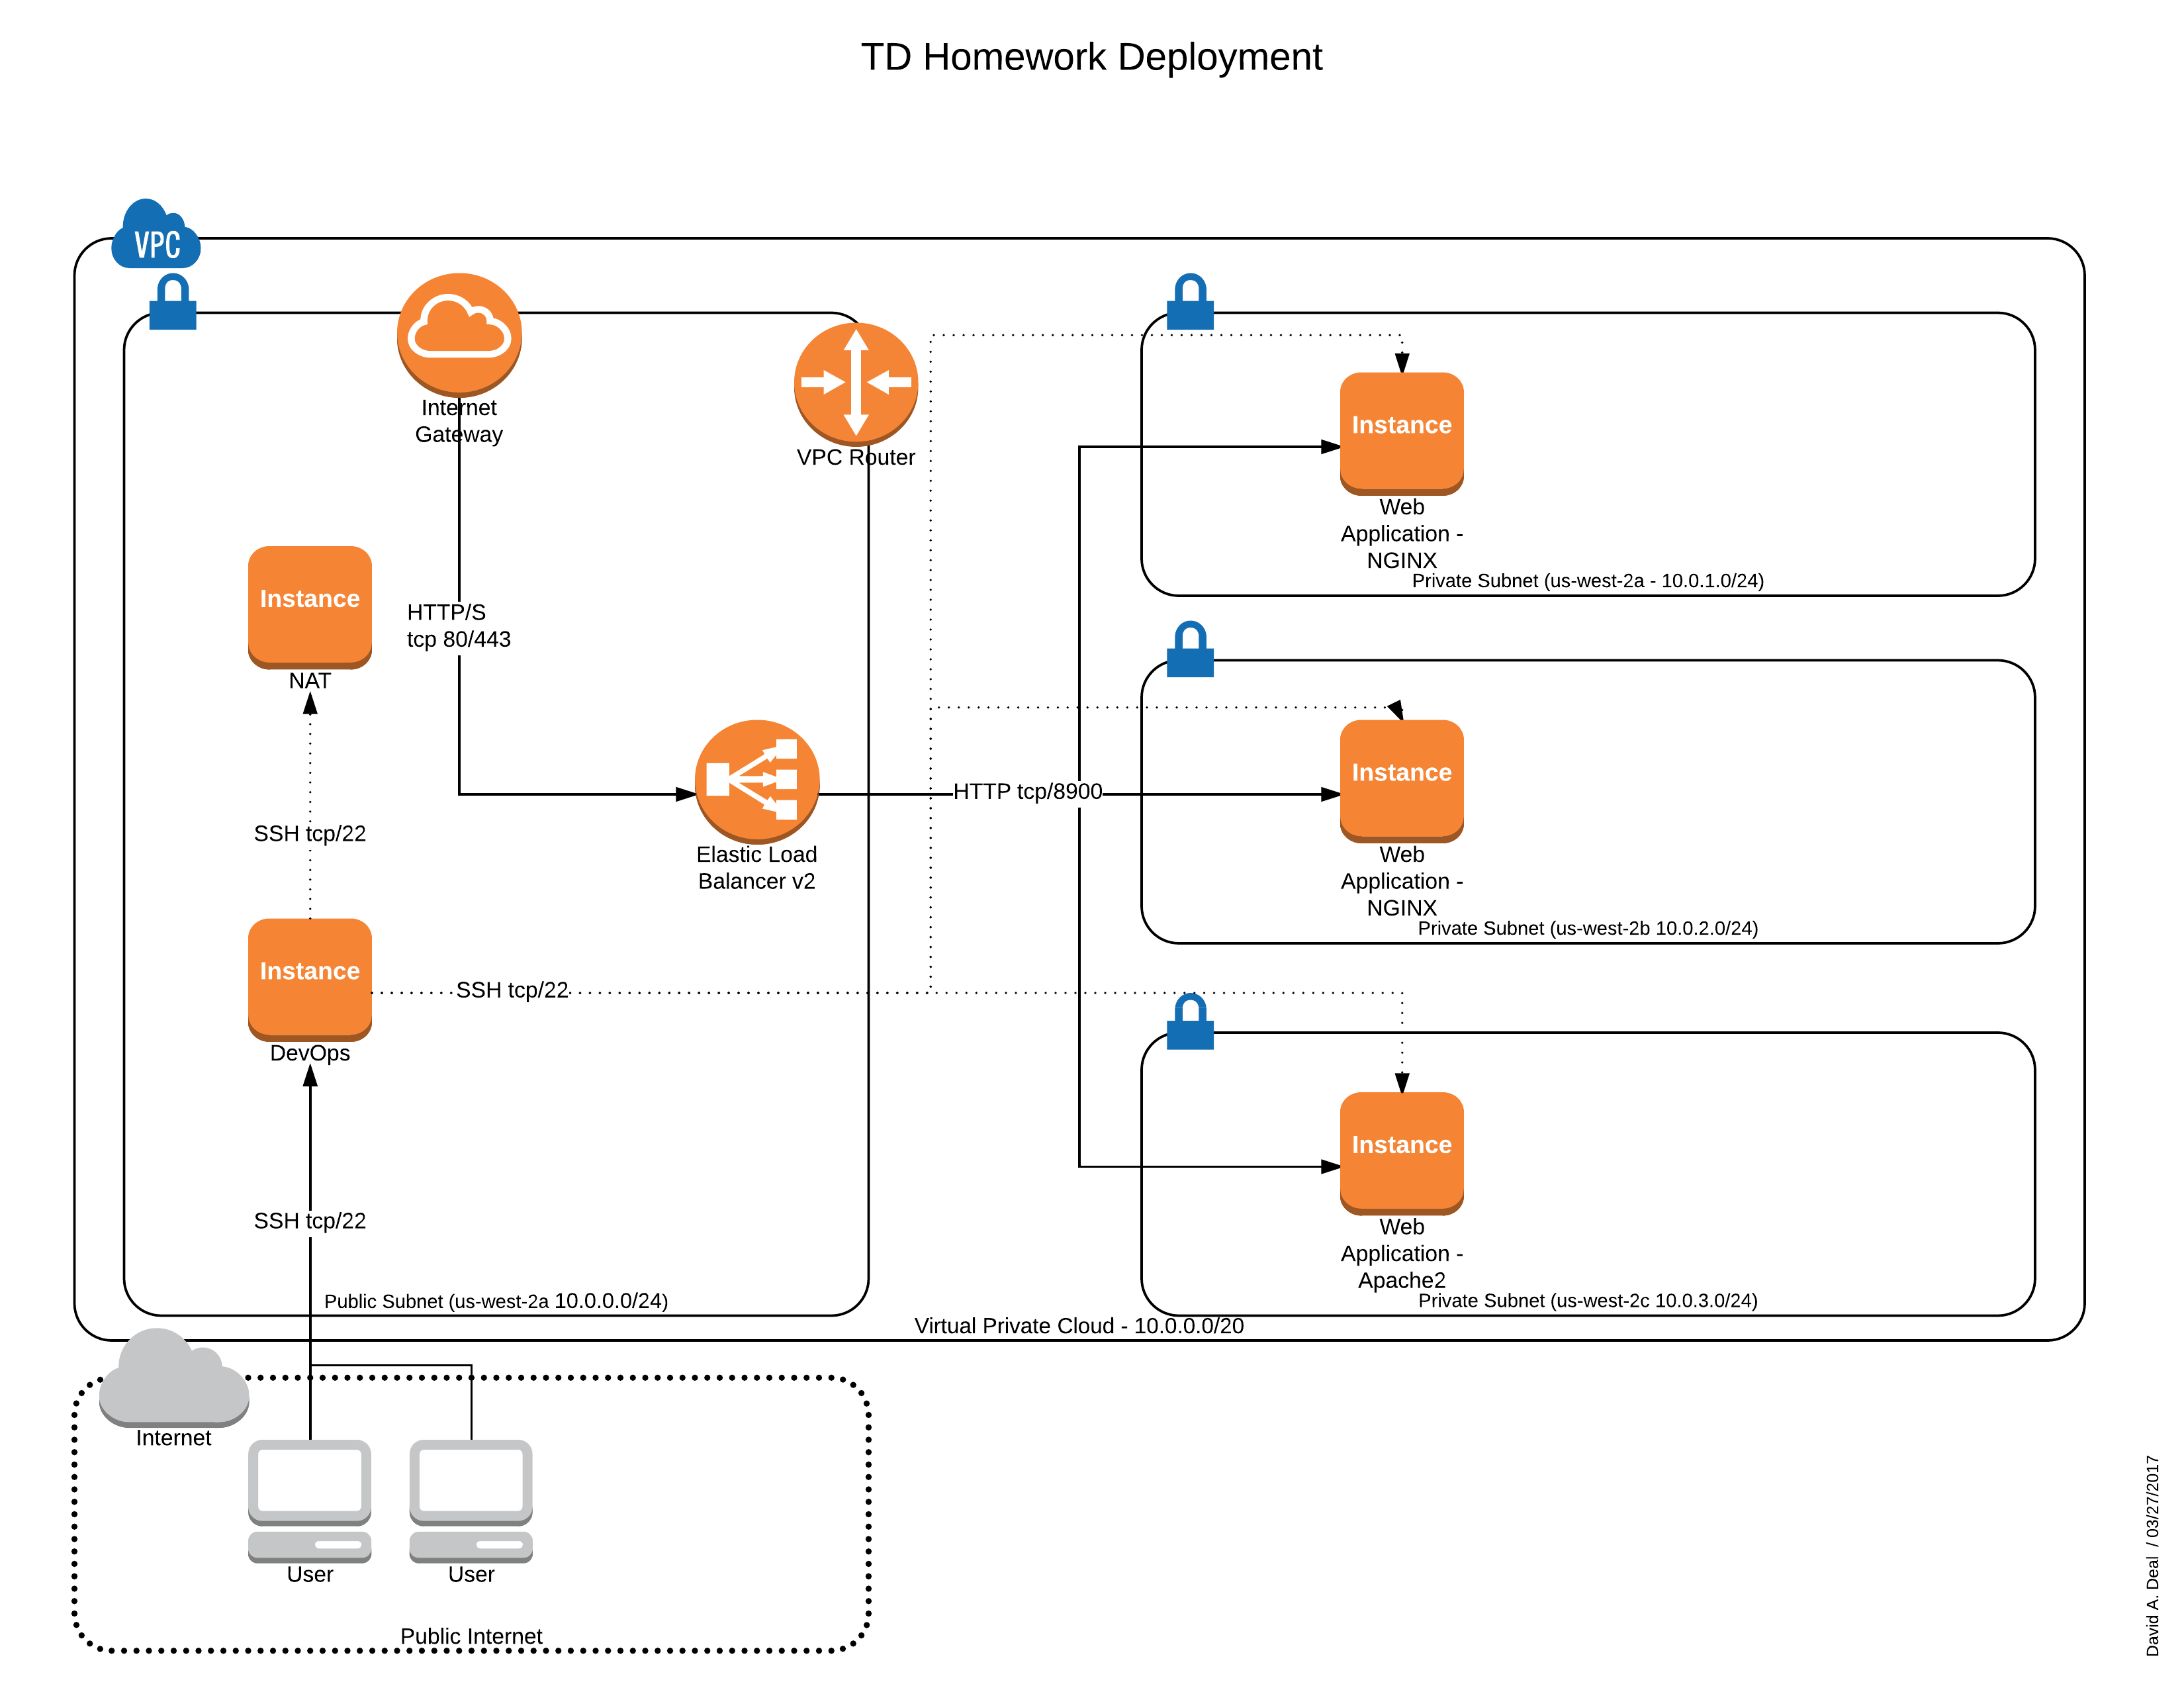 TD Homework Deployment
VPC
Internet
Gateway
VPC Router
Instance
Web
Application -
NGINX
Private Subnet (us-west-2a - 10.0.1.0/24)
Instance
NAT
HTTP/S
tcp 80/443
Elastic Load
Balancer v2
HTTP tcp/8900
Instance
Web
Application -
NGINX
Private Subnet (us-west-2b 10.0.2.0/24)
SSH tcp/22
Instance
DevOps
SSH tcp/22
Instance
Web
Application -
Apache2
Private Subnet (us-west-2c 10.0.3.0/24)
SSH tcp/22
Public Subnet (us-west-2a 10.0.0.0/24)
Virtual Private Cloud - 10.0.0.0/20
Internet
User
User
Public Internet
David A. Deal / 03/27/2017